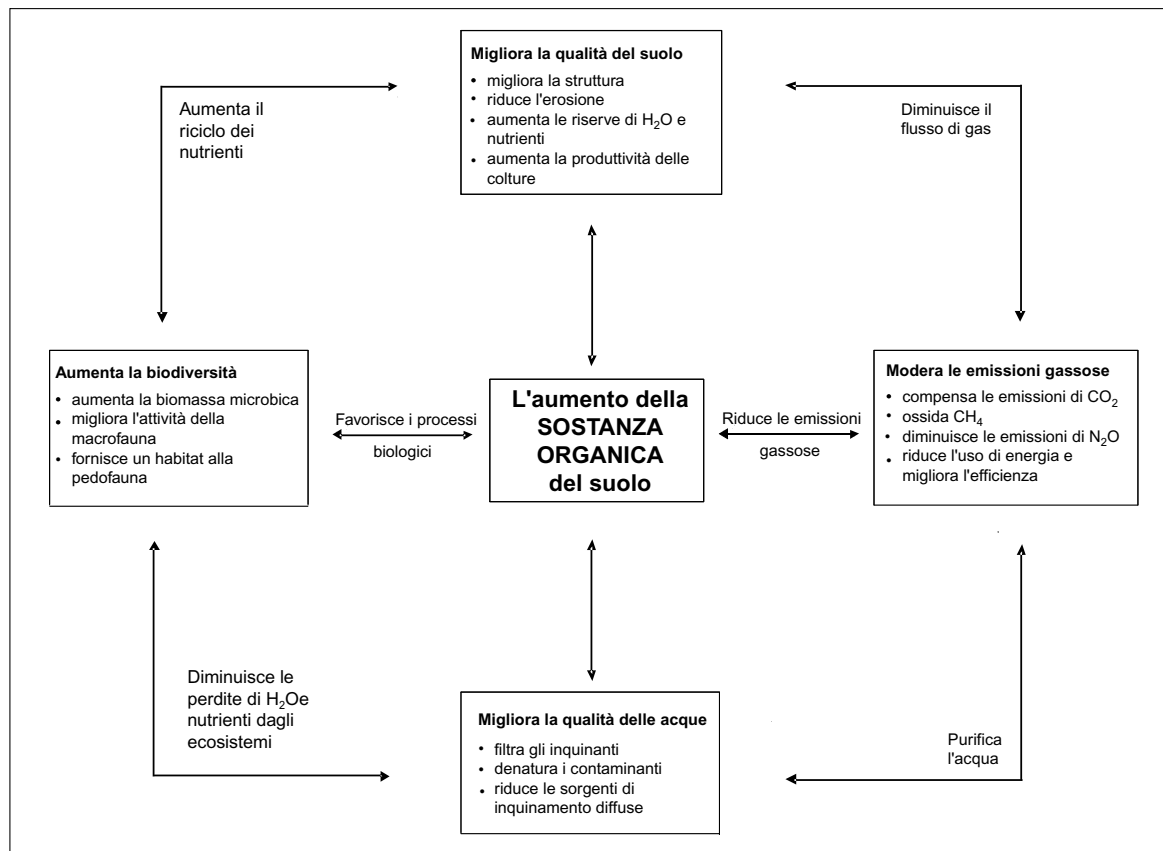 Migliora la qualità del suolo
• migliora la struttura
• riduce l'erosione
• aumenta le riserve di H₂O e
nutrienti
• aumenta la produttività delle
colture
Aumenta il
riciclo dei
nutrienti
Diminuisce il
flusso di gas
Aumenta la biodiversità
• aumenta la biomassa microbica
• migliora l'attività della
macrofauna
• fornisce un habitat alla
pedofauna
Favorisce i processi
biologici
L'aumento della
SOSTANZA
ORGANICA
del suolo
Riduce le emissioni
gassose
Modera le emissioni gassose
• compensa le emissioni di CO₂
• ossida CH₄
• diminuisce le emissioni di N₂O
• riduce l'uso di energia e
migliora l'efficienza
Diminuisce le
perdite di H₂Oe
nutrienti dagli
ecosistemi
Migliora la qualità delle acque
• filtra gli inquinanti
• denatura i contaminanti
• riduce le sorgenti di
inquinamento diffuse
Purifica
l'acqua